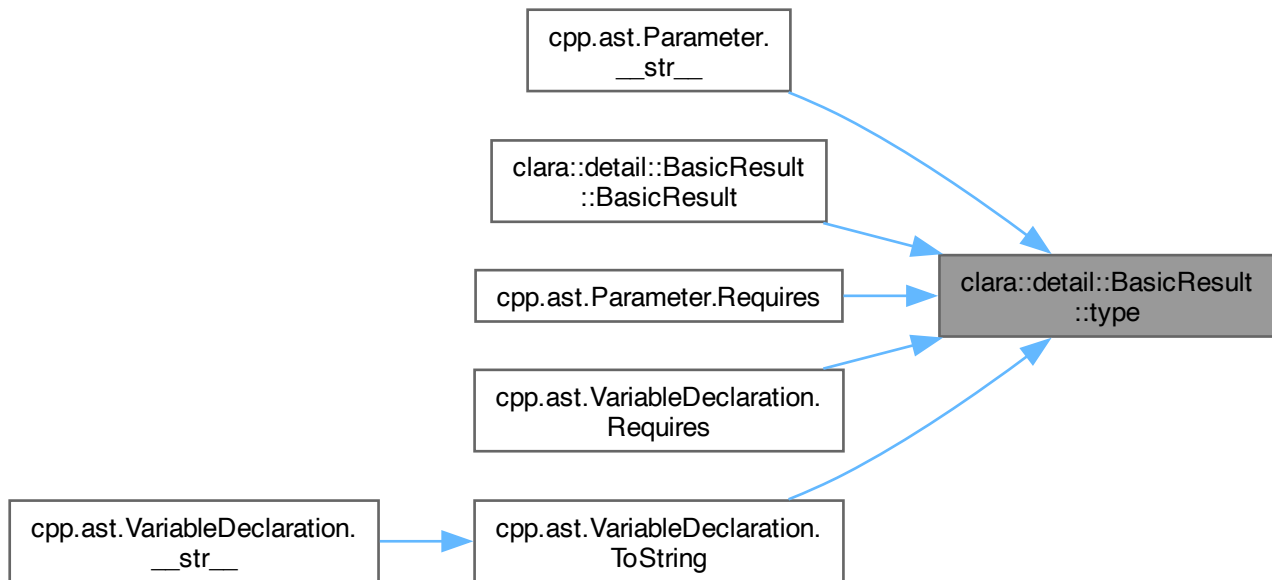 cpp.ast.Parameter.
__str__
clara::detail::BasicResult
::BasicResult
cpp.ast.Parameter.Requires
clara::detail::BasicResult
::type
cpp.ast.VariableDeclaration.
Requires
cpp.ast.VariableDeclaration.
__str__
cpp.ast.VariableDeclaration.
ToString